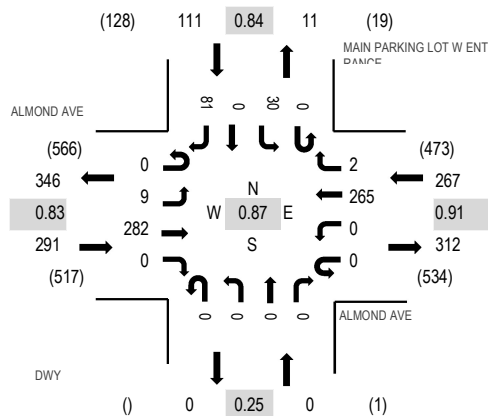 (128) 111 0.84 11 (19)
MAIN PARKING LOT W ENT
RANCE
81 0 30 0
ALMOND AVE
(566) 0 2 (473)
346 9 N 265 267
0.83 W 0.87 E 0.91
291 282 S 0 312
(517) 0 0 (534)
0 0 0 0
ALMOND AVE
DWY
() 0 0.25 0 (1)